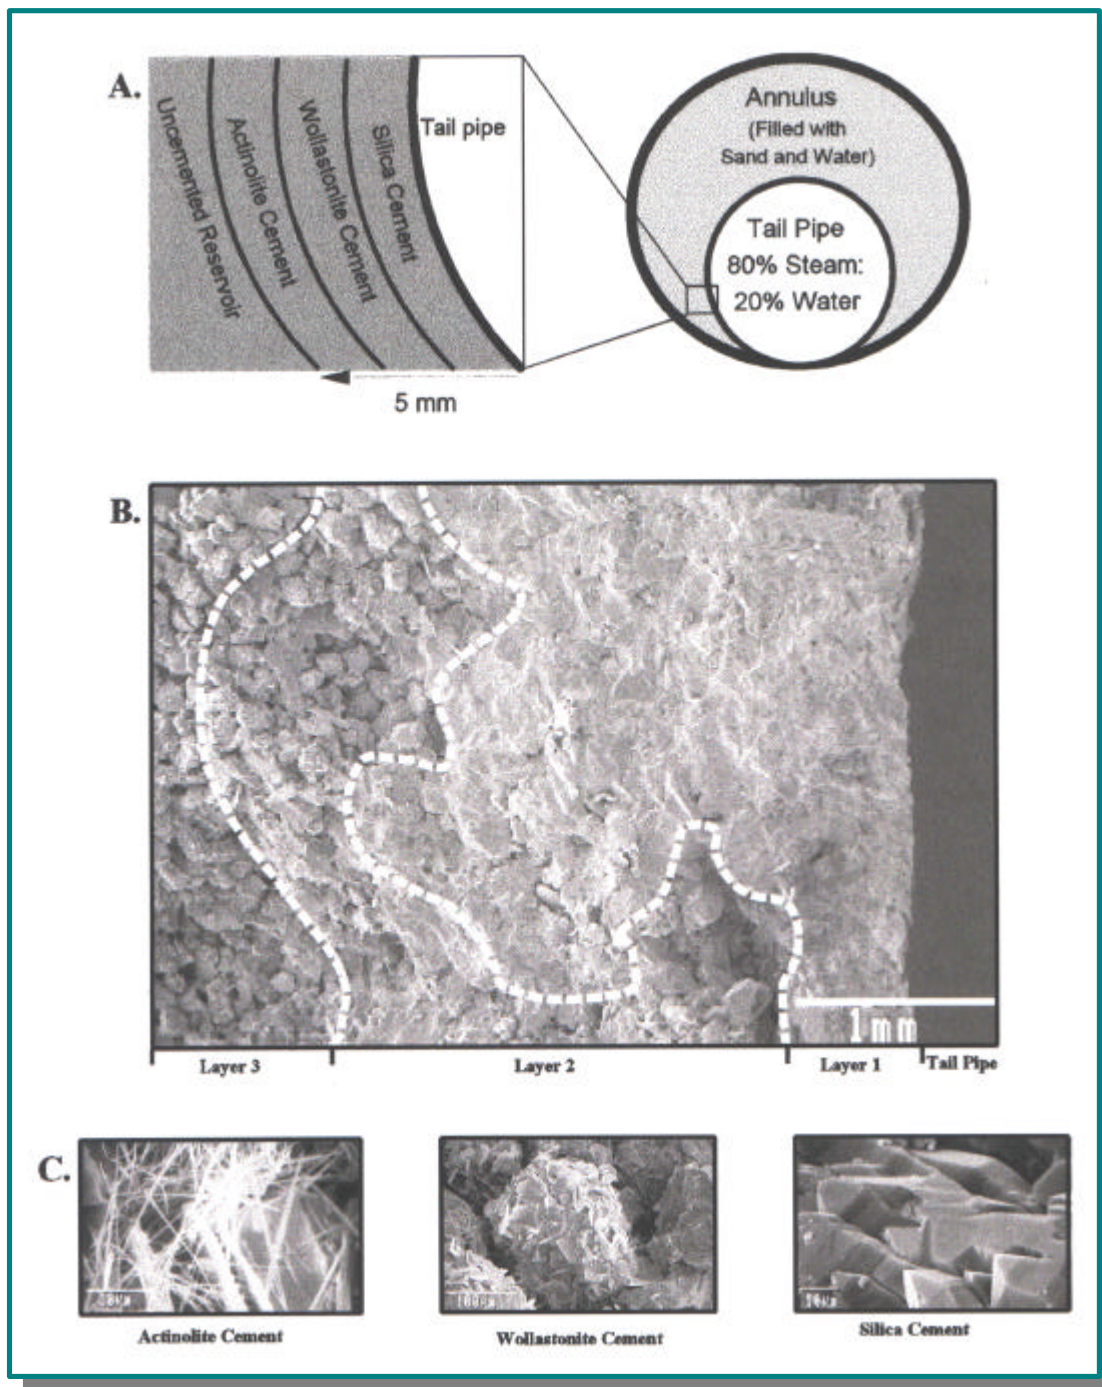 A.
Uncemented Reservoir
Actinolite Cement
Wollastonite Cement
Silica Cement
Tail pipe
5 mm
Annulus
(Filled with
Sand and Water)
Tail Pipe
80% Steam:
20% Water
B.
1mm
Layer 3
Layer 2
Layer 1
Tail Pipe
C.
Actinolite Cement
Wollastonite Cement
Silica Cement